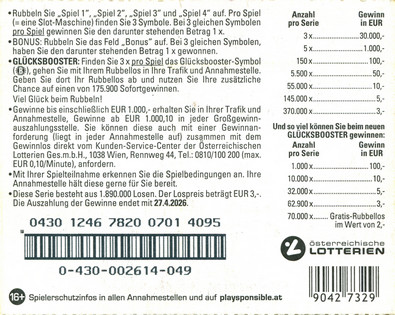 • Rubbeln Sie „Spiel 1“, „Spiel 2“, „Spiel 3“ und „Spiel 4“ auf. Pro Spiel
(= eine Slot-Maschine) finden Sie 3 Symbole. Bei 3 gleichen Symbolen
pro Spiel gewinnen Sie den darunter stehenden Betrag 1 x.
• BONUS: Rubbeln Sie das Feld „Bonus“ auf. Bei 3 gleichen Symbolen,
haben Sie den darunter stehenden Betrag 1 x gewonnen.
GLÜCKSBOOSTER: Finden Sie 3 x pro Spiel das Glücksbooster-Symbol
( ), gehen Sie mit Ihrem Rubbellos in Ihre Trafik und Annahmestelle.
Geben Sie dort Ihr Rubbellos ab und nutzen Sie Ihre zusätzliche
Chance auf einen von 175.900 Sofortgewinnen.
Viel Glück beim Rubbeln!
• Gewinne bis einschließlich EUR 1.000,- erhalten Sie in Ihrer Trafik und
Annahmestelle, Gewinne ab EUR 1.000,10 in jeder Großgewinn-
auszahlungsstelle. Sie können diese auch mit einer Gewinnan-
forderung (liegt in jeder Annahmestelle auf) zusammen mit dem
Gewinnlos direkt vom Kunden-Service-Center der Österreichischen
Lotterien Ges.m.b.H., 1038 Wien, Rennweg 44, Tel.: 0810/100 200 (max.
EUR 0,10/Minute), anfordern.
• Mit Ihrer Spielteilnahme erkennen Sie die Spielbedingungen an. Ihre
Annahmestelle hält diese gerne für Sie bereit.
• Diese Serie besteht aus 1.890.000 Losen. Der Lospreis beträgt EUR 3,-.
Die Auszahlung der Gewinne endet mit 27.4.2026.
0430 1246 7820 0701 4095
0-430-002614-049
16+ Spielerschutzinfos in allen Annahmestellen und auf playsponsible.at
Anzahl Gewinn
pro Serie in EUR
3 x 30.000,-
5 x 1.000,-
150 x 100,-
5.500 x 50,-
55.000 x 10,-
145.000 x 5,-
370.000 x 3,-
Und so viel können Sie beim neuen
GLÜCKSBOOSTER gewinnen:
Anzahl Gewinn
pro Serie in EUR
1.000 x 100,-
10.000 x 10,-
32.000 x 5,-
62.900 x 3,-
70.000 x Gratis-Rubbellos
im Wert von 2,-
österreichische
LOTTERIEN
9042 7329